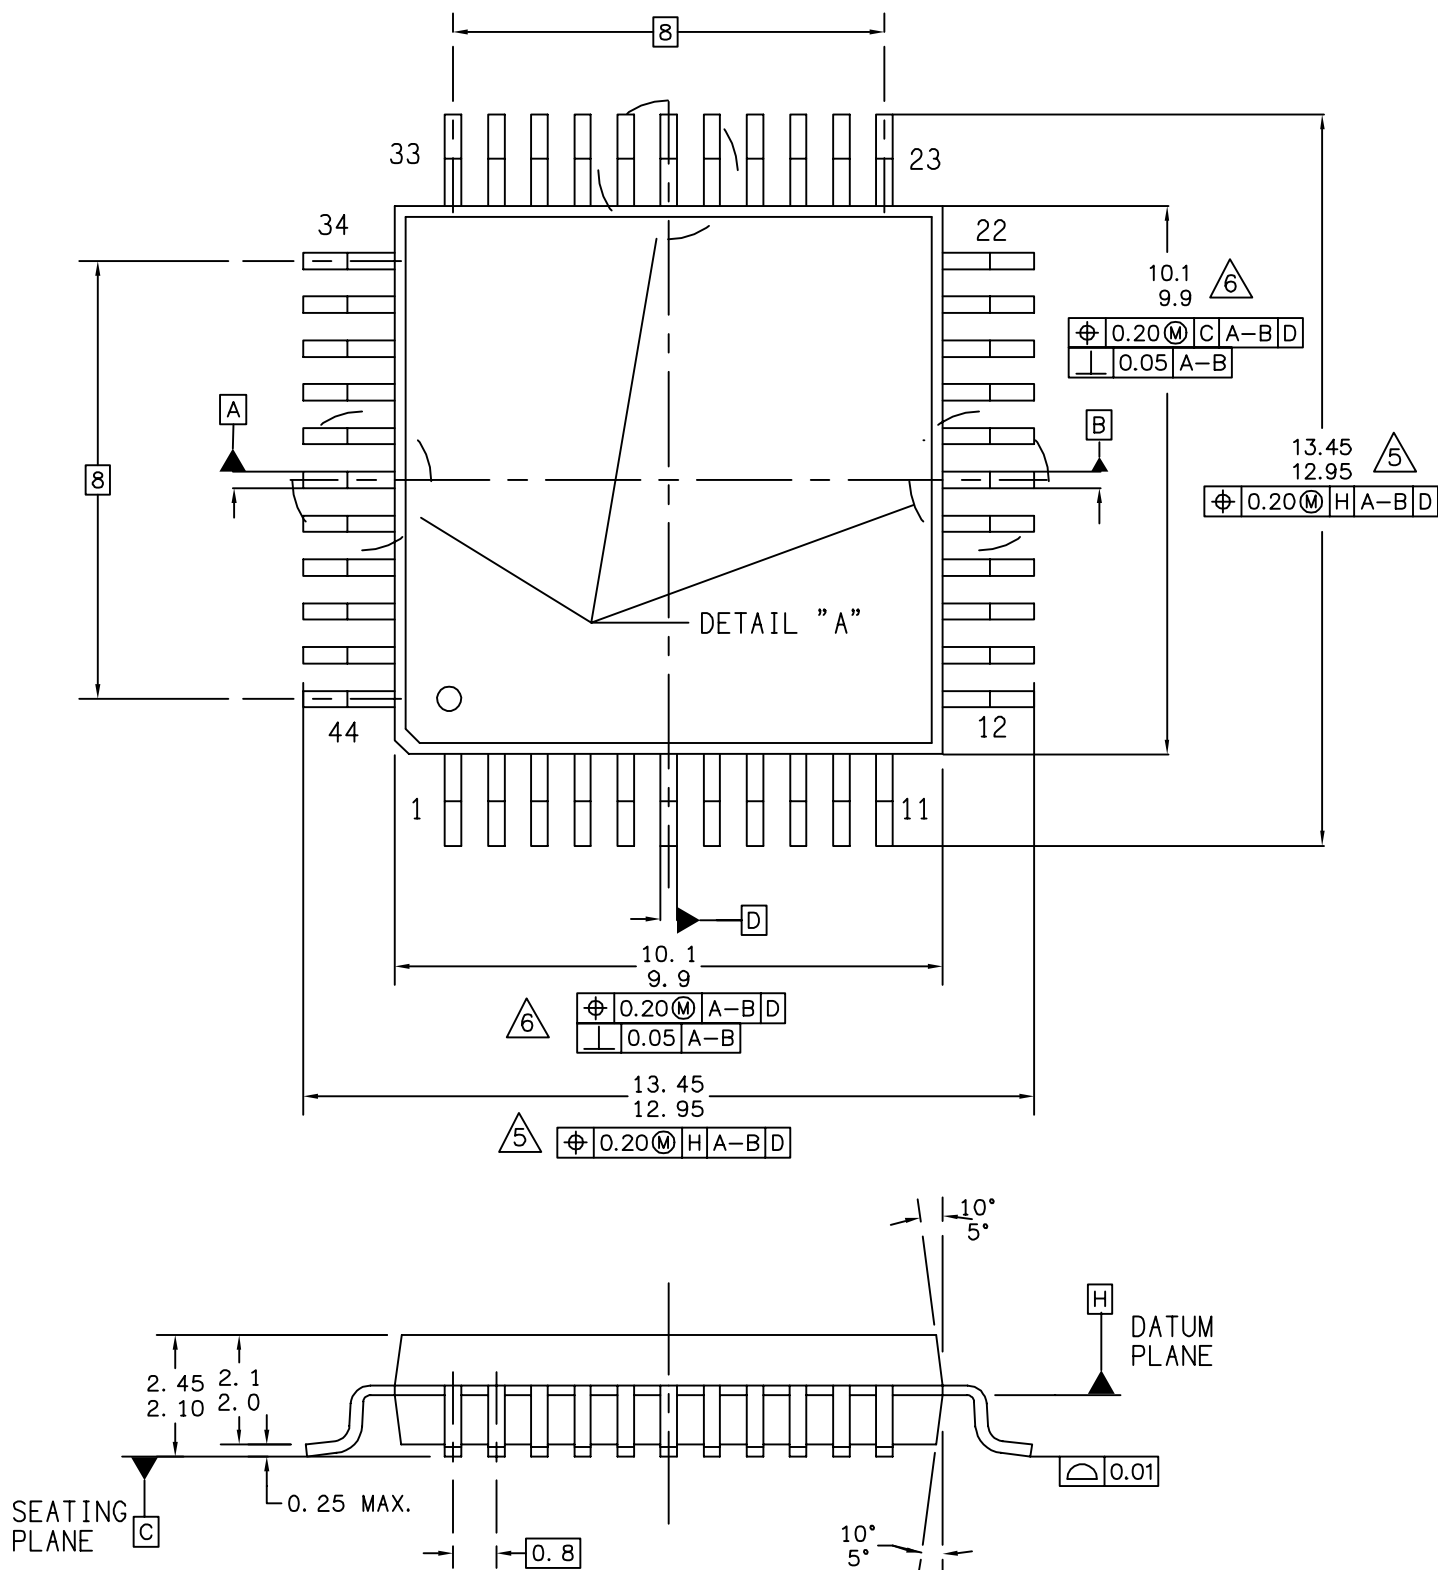 8
33
23
34
22
10.1
9.9
6
0.20 Ⓜ C A-B D
0.05 A-B
A
B
8
13.45
12.95
5
0.20 Ⓜ H A-B D
DETAIL "A"
44
12
1
11
D
10.1
9.9
6
0.20 Ⓜ A-B D
0.05 A-B
13.45
12.95
5
0.20 Ⓜ H A-B D
10°
5°
H
DATUM
PLANE
2.45
2.10
2.1
2.0
0.01
0.25 MAX.
SEATING
PLANE
C
0.8
10°
5°